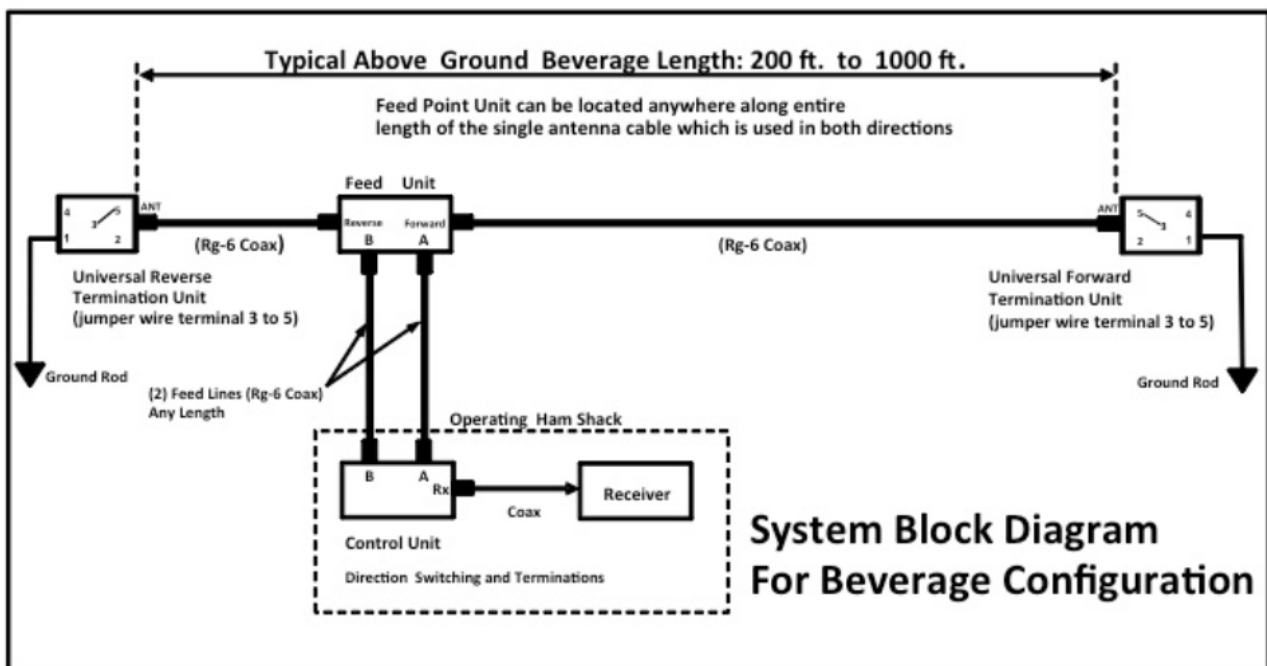 Typical Above Ground Beverage Length: 200 ft. to 1000 ft.
Feed Point Unit can be located anywhere along entire
length of the single antenna cable which is used in both directions
Feed Unit
4 5 ANT
3
1 2
Reverse Forward
B A
ANT 5 4
3
2 1
(Rg-6 Coax)
(Rg-6 Coax)
Universal Reverse
Termination Unit
(jumper wire terminal 3 to 5)
Universal Forward
Termination Unit
(jumper wire terminal 3 to 5)
Ground Rod
Ground Rod
(2) Feed Lines (Rg-6 Coax)
Any Length
Operating Ham Shack
B A
Rx
Coax
Receiver
Control Unit
Direction Switching and Terminations
System Block Diagram
For Beverage Configuration